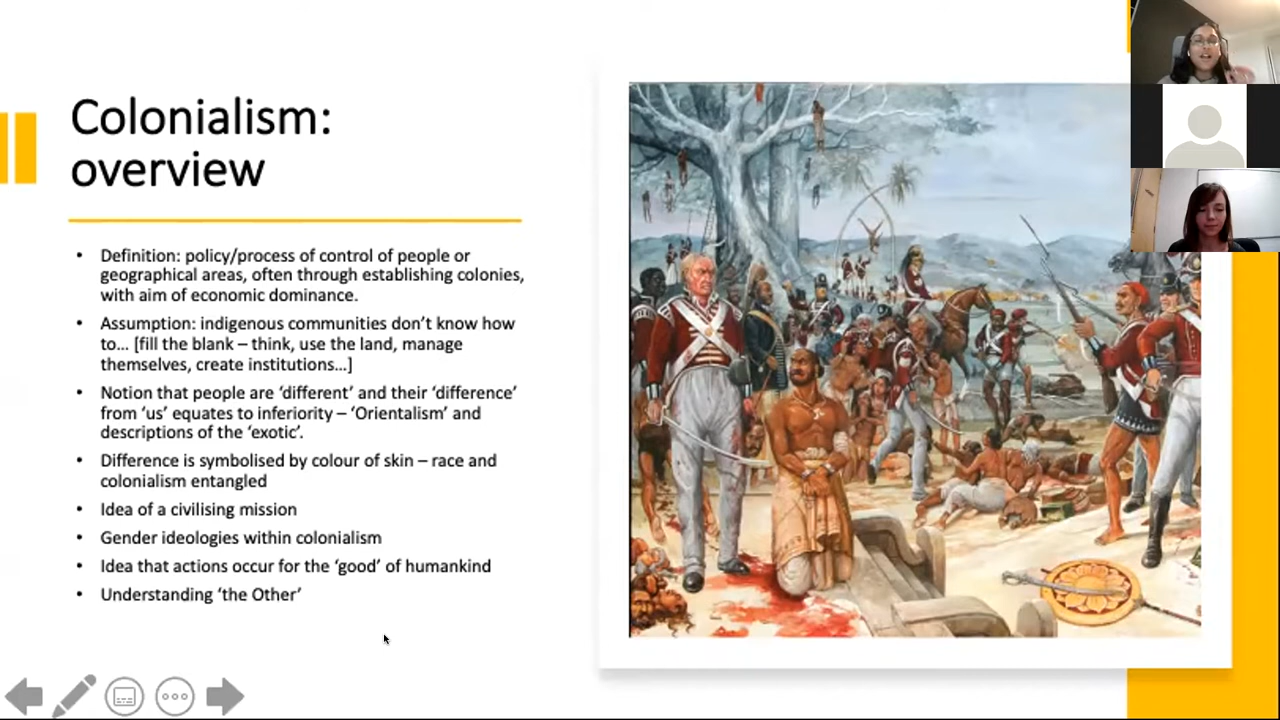 Colonialism:
overview
• Definition: policy/process of control of people or
geographical areas, often through establishing colonies,
with aim of economic dominance.
• Assumption: indigenous communities don’t know how
to… [fill the blank – think, use the land, manage
themselves, create institutions…]
• Notion that people are ‘different’ and their ‘difference’
from ‘us’ equates to inferiority – ‘Orientalism’ and
descriptions of the ‘exotic’.
• Difference is symbolised by colour of skin – race and
colonialism entangled
• Idea of a civilising mission
• Gender ideologies within colonialism
• Idea that actions occur for the ‘good’ of humankind
• Understanding ‘the Other’